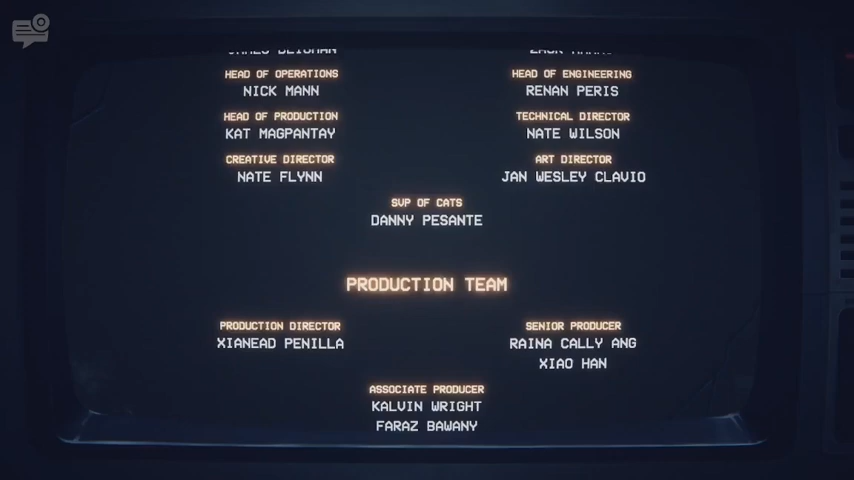 HEAD OF OPERATIONS
NICK MANN
HEAD OF ENGINEERING
RENAN PERIS
HEAD OF PRODUCTION
KAT MAGPANTAY
TECHNICAL DIRECTOR
NATE WILSON
CREATIVE DIRECTOR
NATE FLYNN
ART DIRECTOR
JAN WESLEY CLAVIO
SVP OF CATS
DANNY PESANTE
PRODUCTION TEAM
PRODUCTION DIRECTOR
XIANEAD PENILLA
SENIOR PRODUCER
RAINA CALLY ANG
XIAO HAN
ASSOCIATE PRODUCER
KALVIN WRIGHT
FARAZ BAWANY